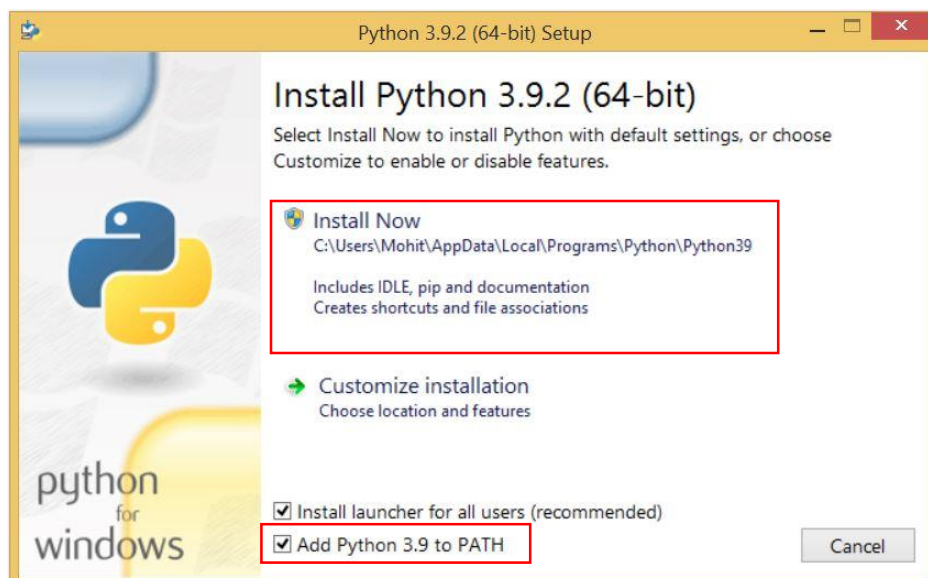 Python 3.9.2 (64-bit) Setup
Install Python 3.9.2 (64-bit)
Select Install Now to install Python with default settings, or choose
Customize to enable or disable features.
Install Now
C:\Users\Mohit\AppData\Local\Programs\Python\Python39
Includes IDLE, pip and documentation
Creates shortcuts and file associations
Customize installation
Choose location and features
python
for
windows
Install launcher for all users (recommended)
Add Python 3.9 to PATH
Cancel